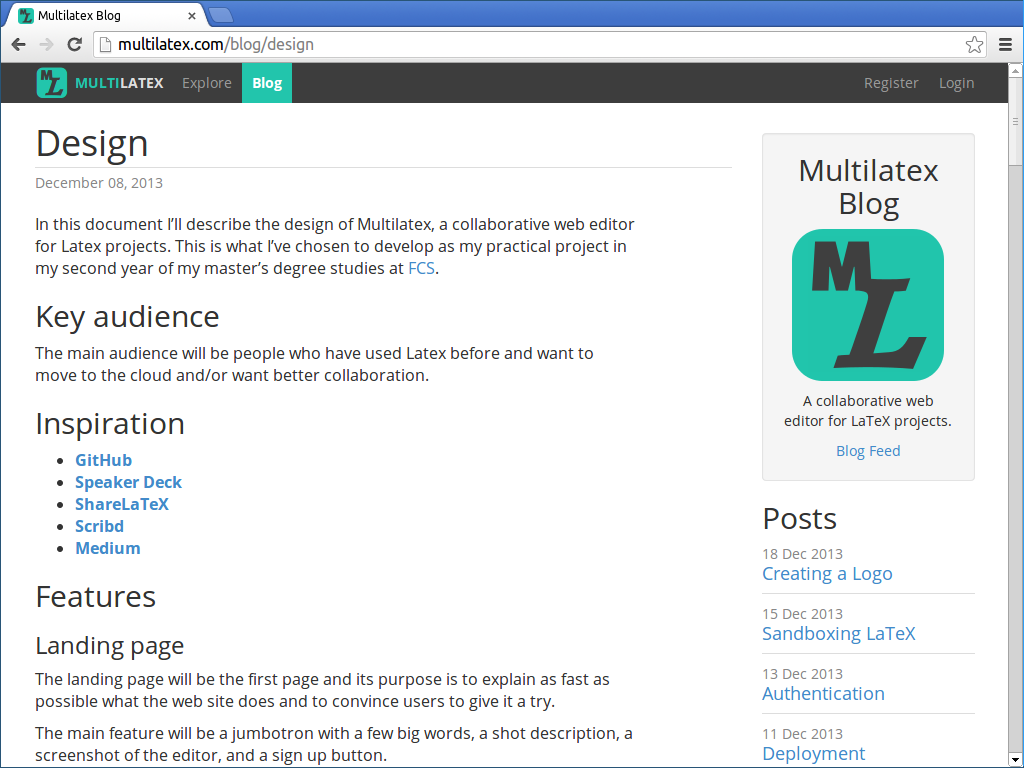 Multilatex Blog
multilatex.com/blog/design
ML
MULTILATEX
Explore
Blog
Register
Login
Design
December 08, 2013
In this document I’ll describe the design of Multilatex, a collaborative web editor
for Latex projects. This is what I’ve chosen to develop as my practical project in
my second year of my master’s degree studies at FCS.
Key audience
The main audience will be people who have used Latex before and want to
move to the cloud and/or want better collaboration.
Inspiration
GitHub
Speaker Deck
ShareLaTeX
Scribd
Medium
Features
Landing page
The landing page will be the first page and its purpose is to explain as fast as
possible what the web site does and to convince users to give it a try.
The main feature will be a jumbotron with a few big words, a shot description, a
screenshot of the editor, and a sign up button.
Multilatex
Blog
ML
A collaborative web
editor for LaTeX projects.
Blog Feed
Posts
18 Dec 2013
Creating a Logo
15 Dec 2013
Sandboxing LaTeX
13 Dec 2013
Authentication
11 Dec 2013
Deployment